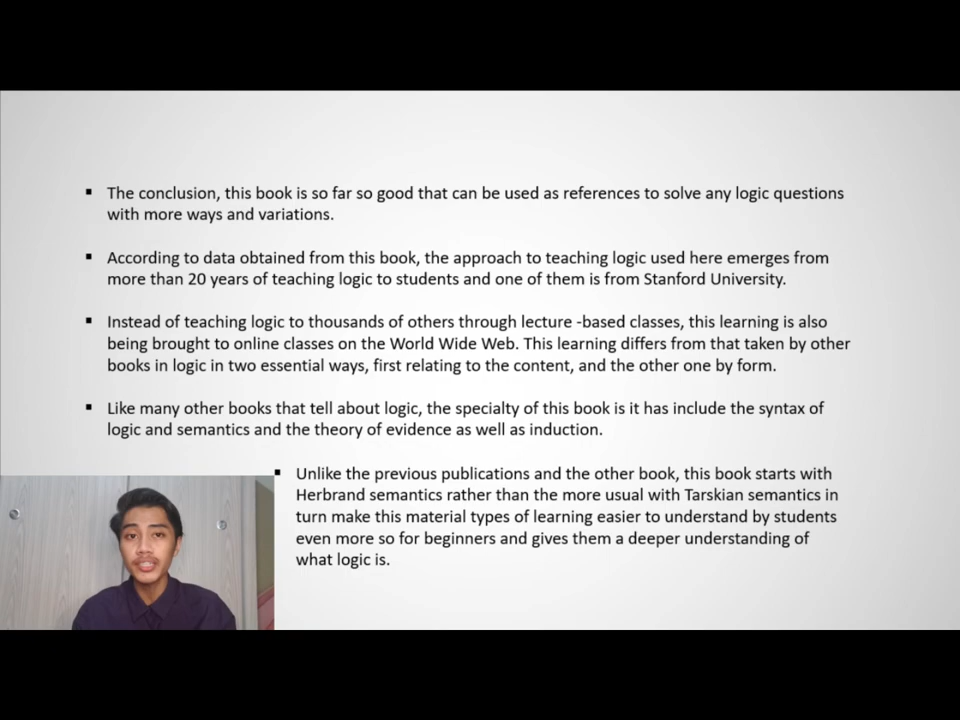 The conclusion, this book is so far so good that can be used as references to solve any logic questions
with more ways and variations.
According to data obtained from this book, the approach to teaching logic used here emerges from
more than 20 years of teaching logic to students and one of them is from Stanford University.
Instead of teaching logic to thousands of others through lecture -based classes, this learning is also
being brought to online classes on the World Wide Web. This learning differs from that taken by other
books in logic in two essential ways, first relating to the content, and the other one by form.
Like many other books that tell about logic, the specialty of this book is it has include the syntax of
logic and semantics and the theory of evidence as well as induction.
Unlike the previous publications and the other book, this book starts with
Herbrand semantics rather than the more usual with Tarskian semantics in
turn make this material types of learning easier to understand by students
even more so for beginners and gives them a deeper understanding of
what logic is.